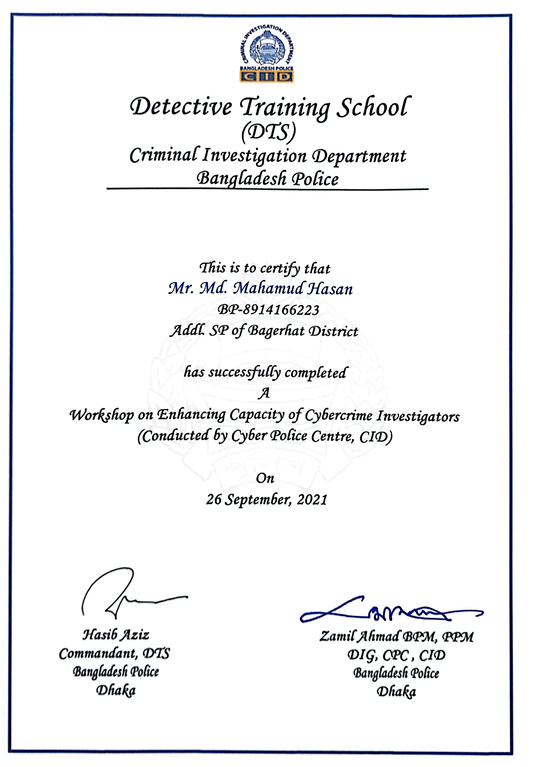 CRIMINAL INVESTIGATION DEPARTMENT
BANGLADESH POLICE
CID
Detective Training School
(DTS)
Criminal Investigation Department
Bangladesh Police
This is to certify that
Mr. Md. Mahamud Hasan
BP-8914166223
Addl. SP of Bagerhat District
has successfully completed
A
Workshop on Enhancing Capacity of Cybercrime Investigators
(Conducted by Cyber Police Centre, CID)
On
26 September, 2021
Hasib Aziz
Commandant, DTS
Bangladesh Police
Dhaka
Zamil Ahmad BPM, PPM
DIG, CPC , CID
Bangladesh Police
Dhaka